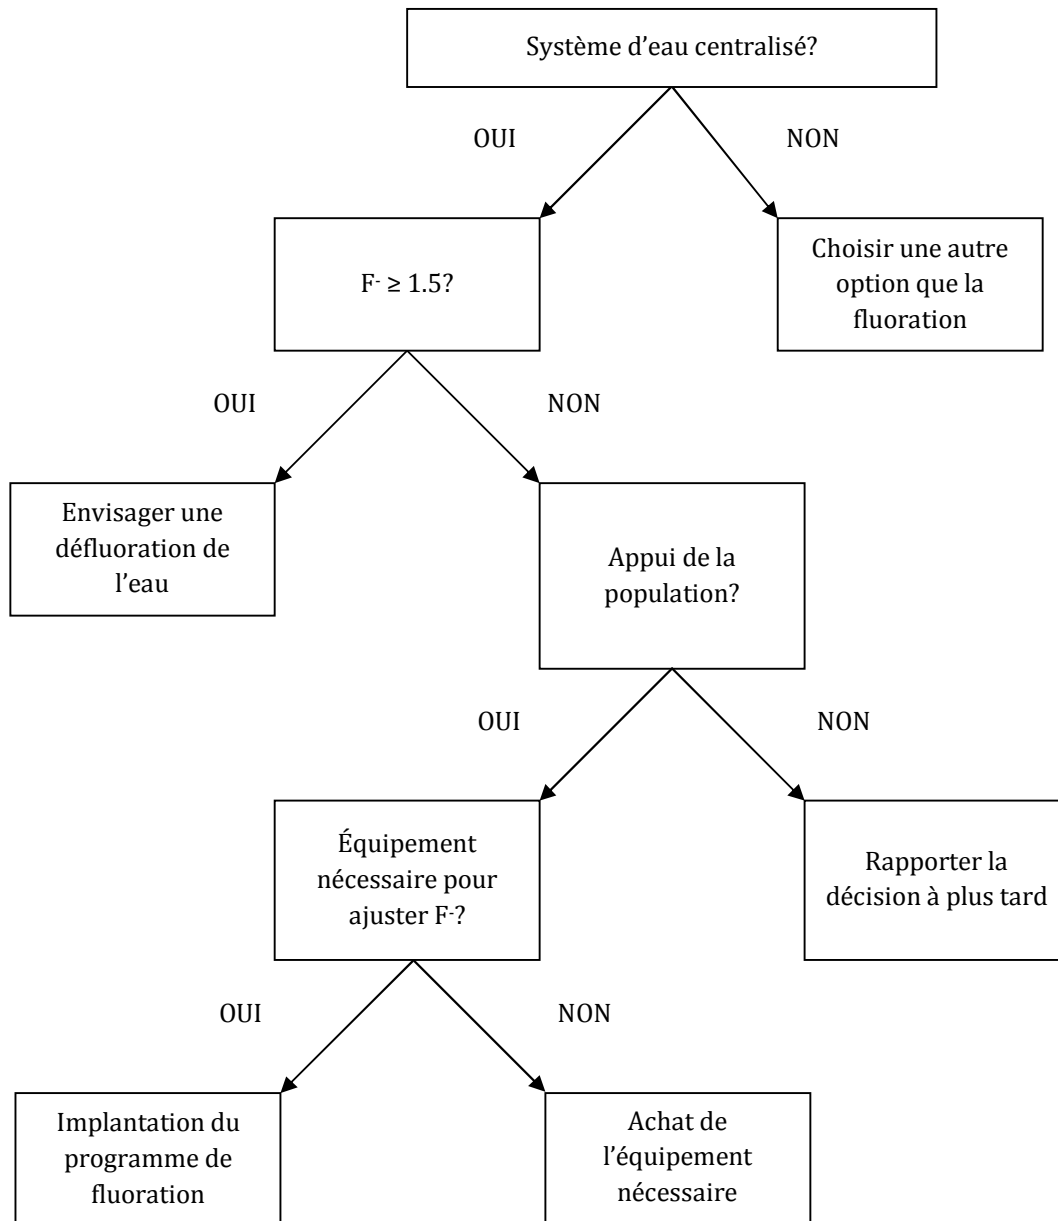 Système d’eau centralisé?
OUI
NON
F- ≥ 1.5?
Choisir une autre
option que la
fluoration
OUI
NON
Envisager une
défluoration de
l’eau
Appui de la
population?
OUI
NON
Équipement
nécessaire pour
ajuster F-?
Rapporter la
décision à plus tard
OUI
NON
Implantation du
programme de
fluoration
Achat de
l’équipement
nécessaire